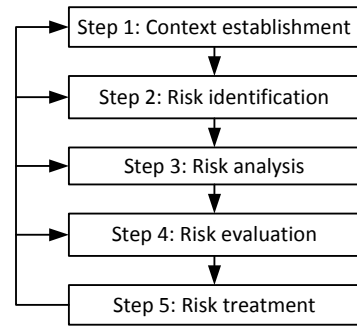 Step 1: Context establishment
Step 2: Risk identification
Step 3: Risk analysis
Step 4: Risk evaluation
Step 5: Risk treatment